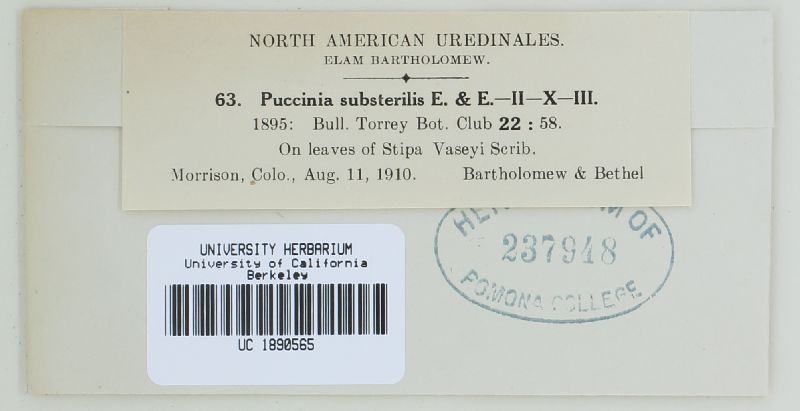 NORTH AMERICAN UREDINALES.
ELAM BARTHOLOMEW.
63. Puccinia substerilis E. & E.—II—X—III.
1895: Bull. Torrey Bot. Club 22 : 58.
On leaves of Stipa Vaseyi Scrib.
Morrison, Colo., Aug. 11, 1910. Bartholomew & Bethel
OF
237948
POMONA COLLEGE
UNIVERSITY HERBARIUM
University of California
Berkeley
UC 1890565